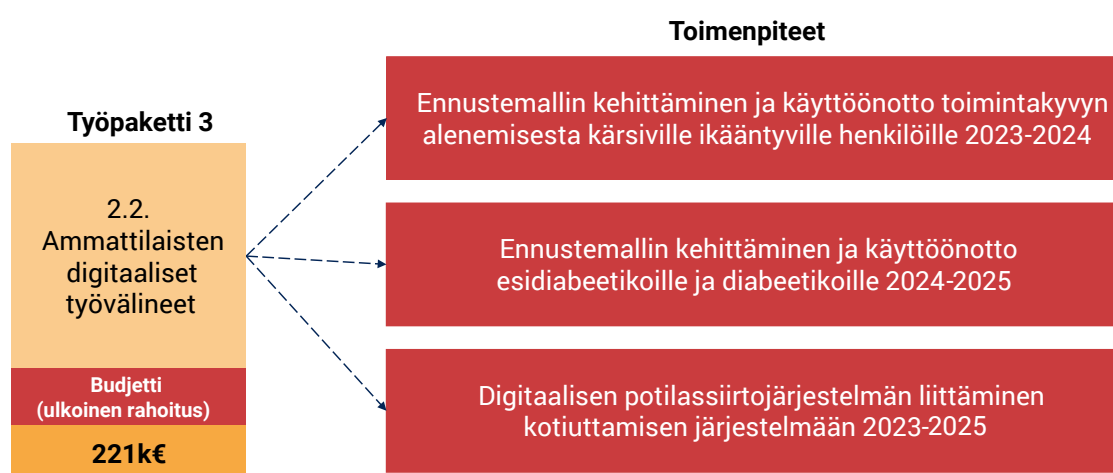 Toimenpiteet
Työpaketti 3
2.2.
Ammattilaisten
digitaaliset
työvälineet
Budjetti
(ulkoinen rahoitus)
221k€
Ennustemallin kehittäminen ja käyttöönotto toimintakyvyn
alenemisesta kärsiville ikääntyville henkilöille 2023-2024
Ennustemallin kehittäminen ja käyttöönotto
esidiabeetikoille ja diabeetikoille 2024-2025
Digitaalisen potilassiirtojärjestelmän liittäminen
kotiuttamisen järjestelmään 2023-2025